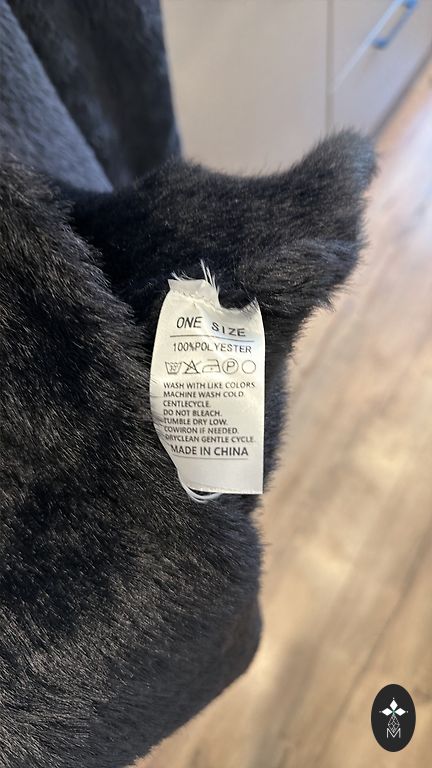 ONE SIZE
100%POLYESTER
WASH WITH LIKE COLORS
MACHINE WASH COLD
CENTLECYCLE.
DO NOT BLEACH.
TUMBLE DRY LOW.
COWIRON IF NEEDED.
DRYCLEAN GENTLE CYCLE.
MADE IN CHINA
M